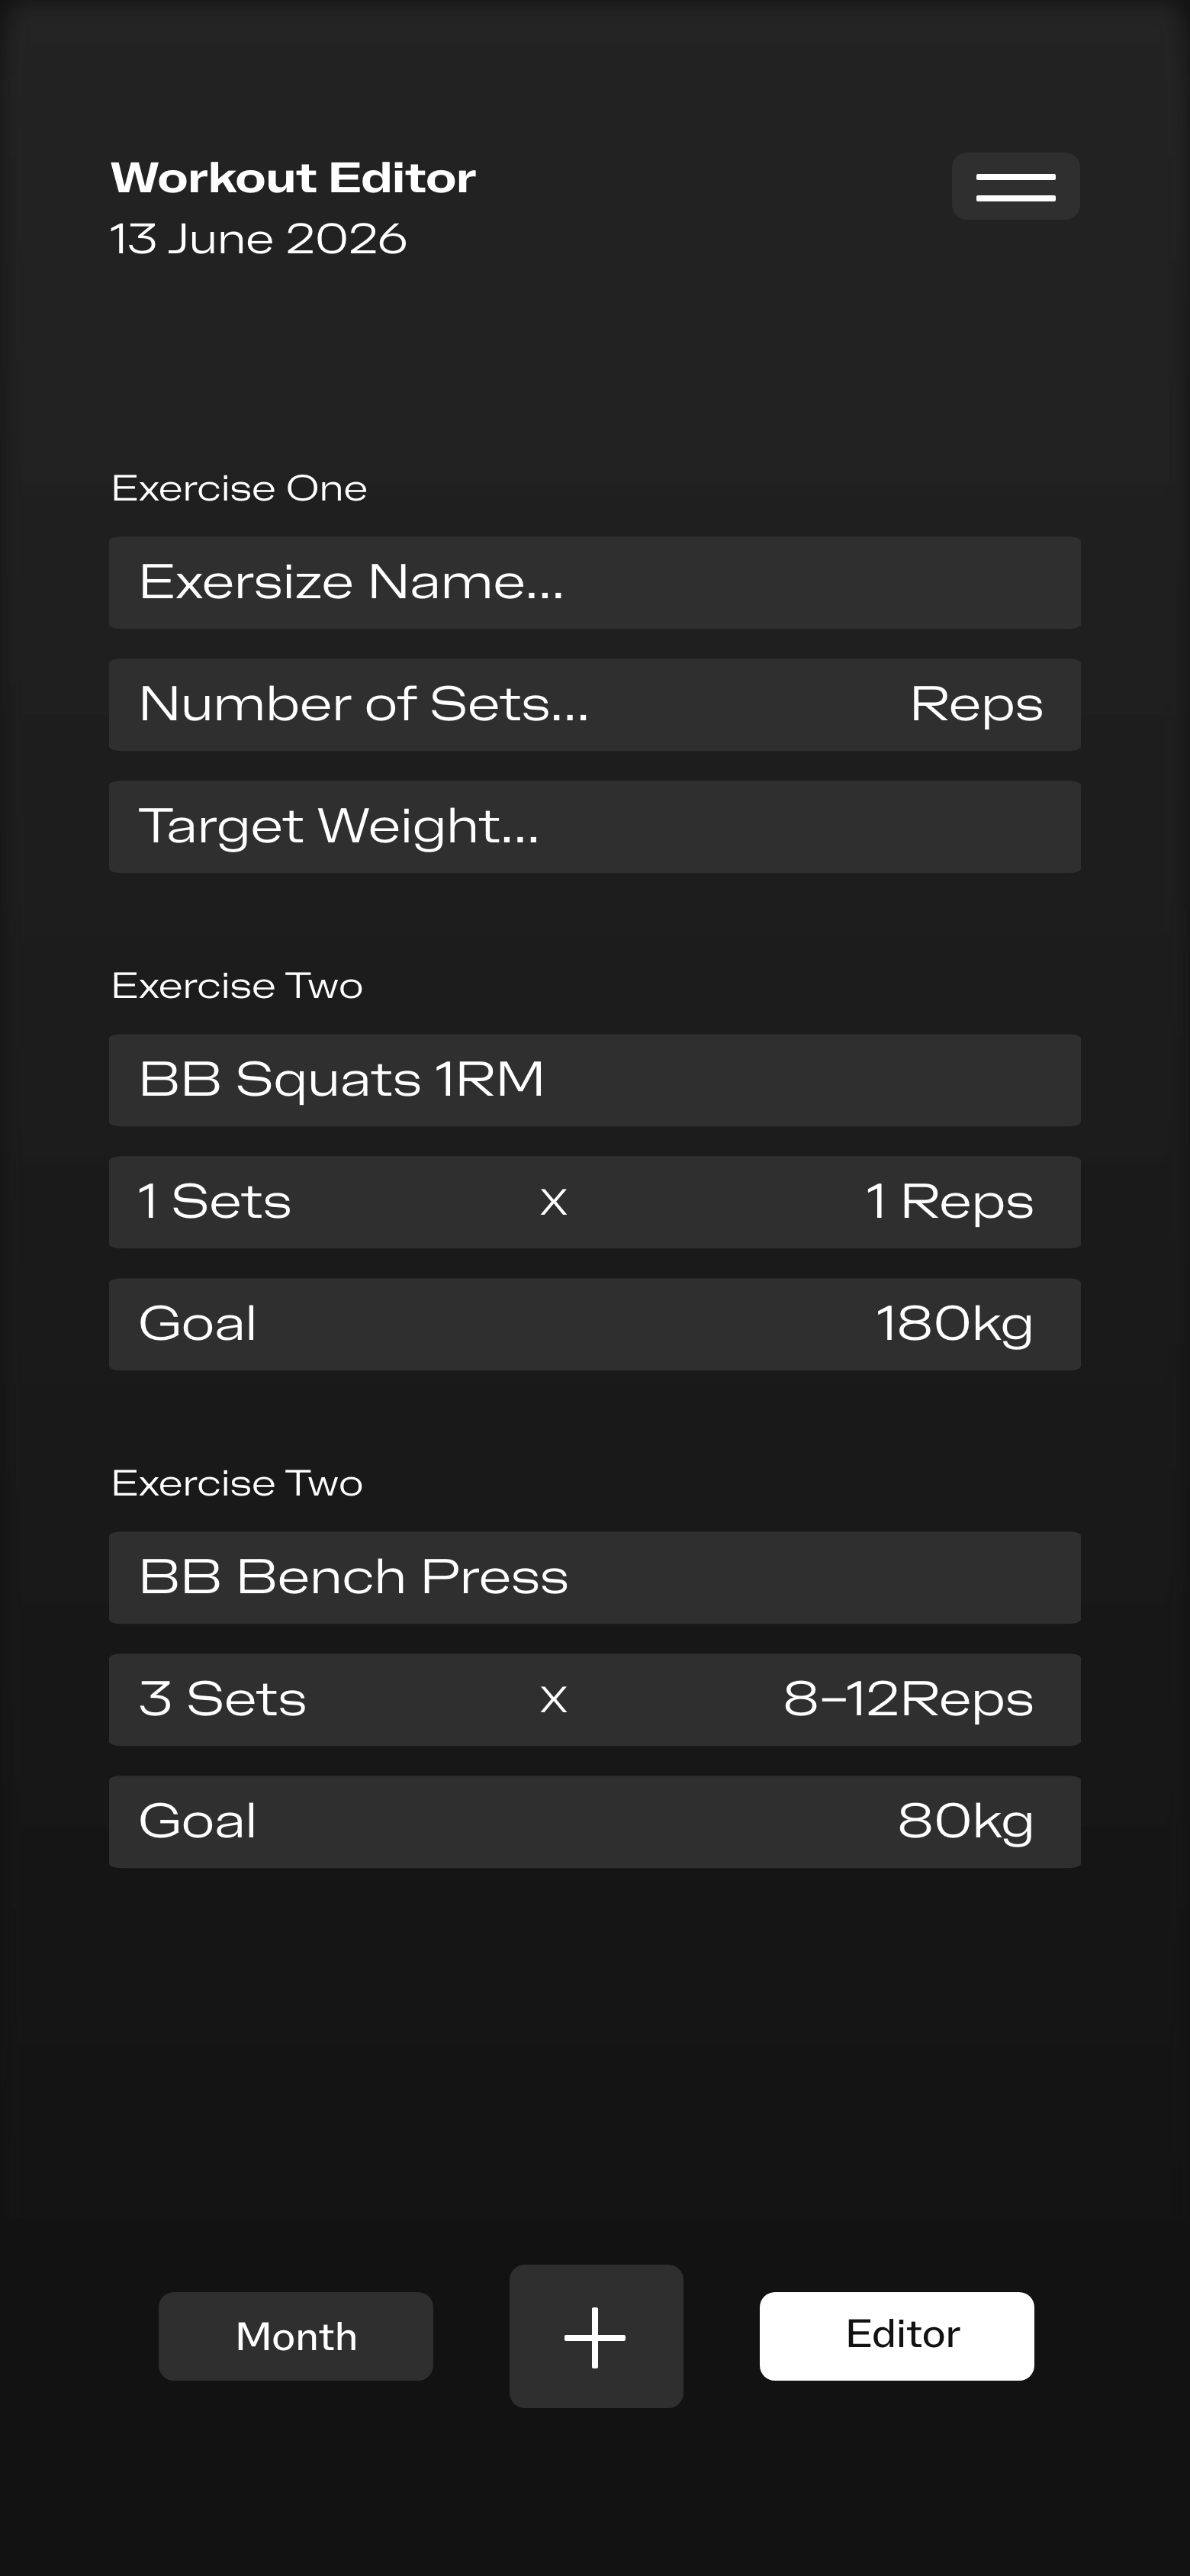 Workout Editor
13 June 2026
Exercise One
Exersize Name...
Number of Sets... Reps
Target Weight...
Exercise Two
BB Squats 1RM
1 Sets X 1 Reps
Goal 180kg
Exercise Two
BB Bench Press
3 Sets X 8–12Reps
Goal 80kg
Month + Editor